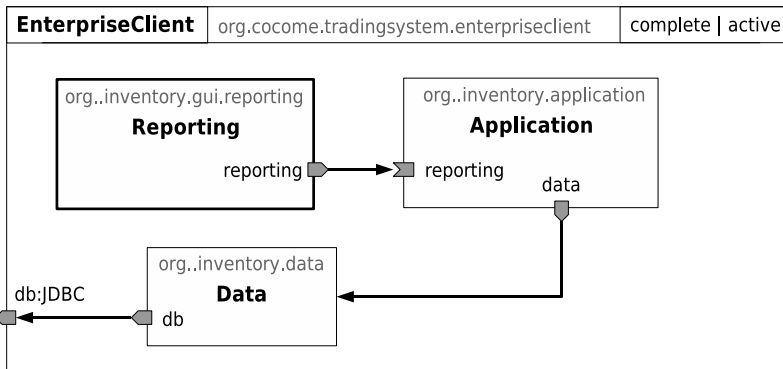 EnterpriseClient
org.cocome.tradingsystem.enterpriseclient
complete | active
org..inventory.gui.reporting
Reporting
reporting
org..inventory.application
Application
reporting
data
org..inventory.data
Data
db
db:JDBC